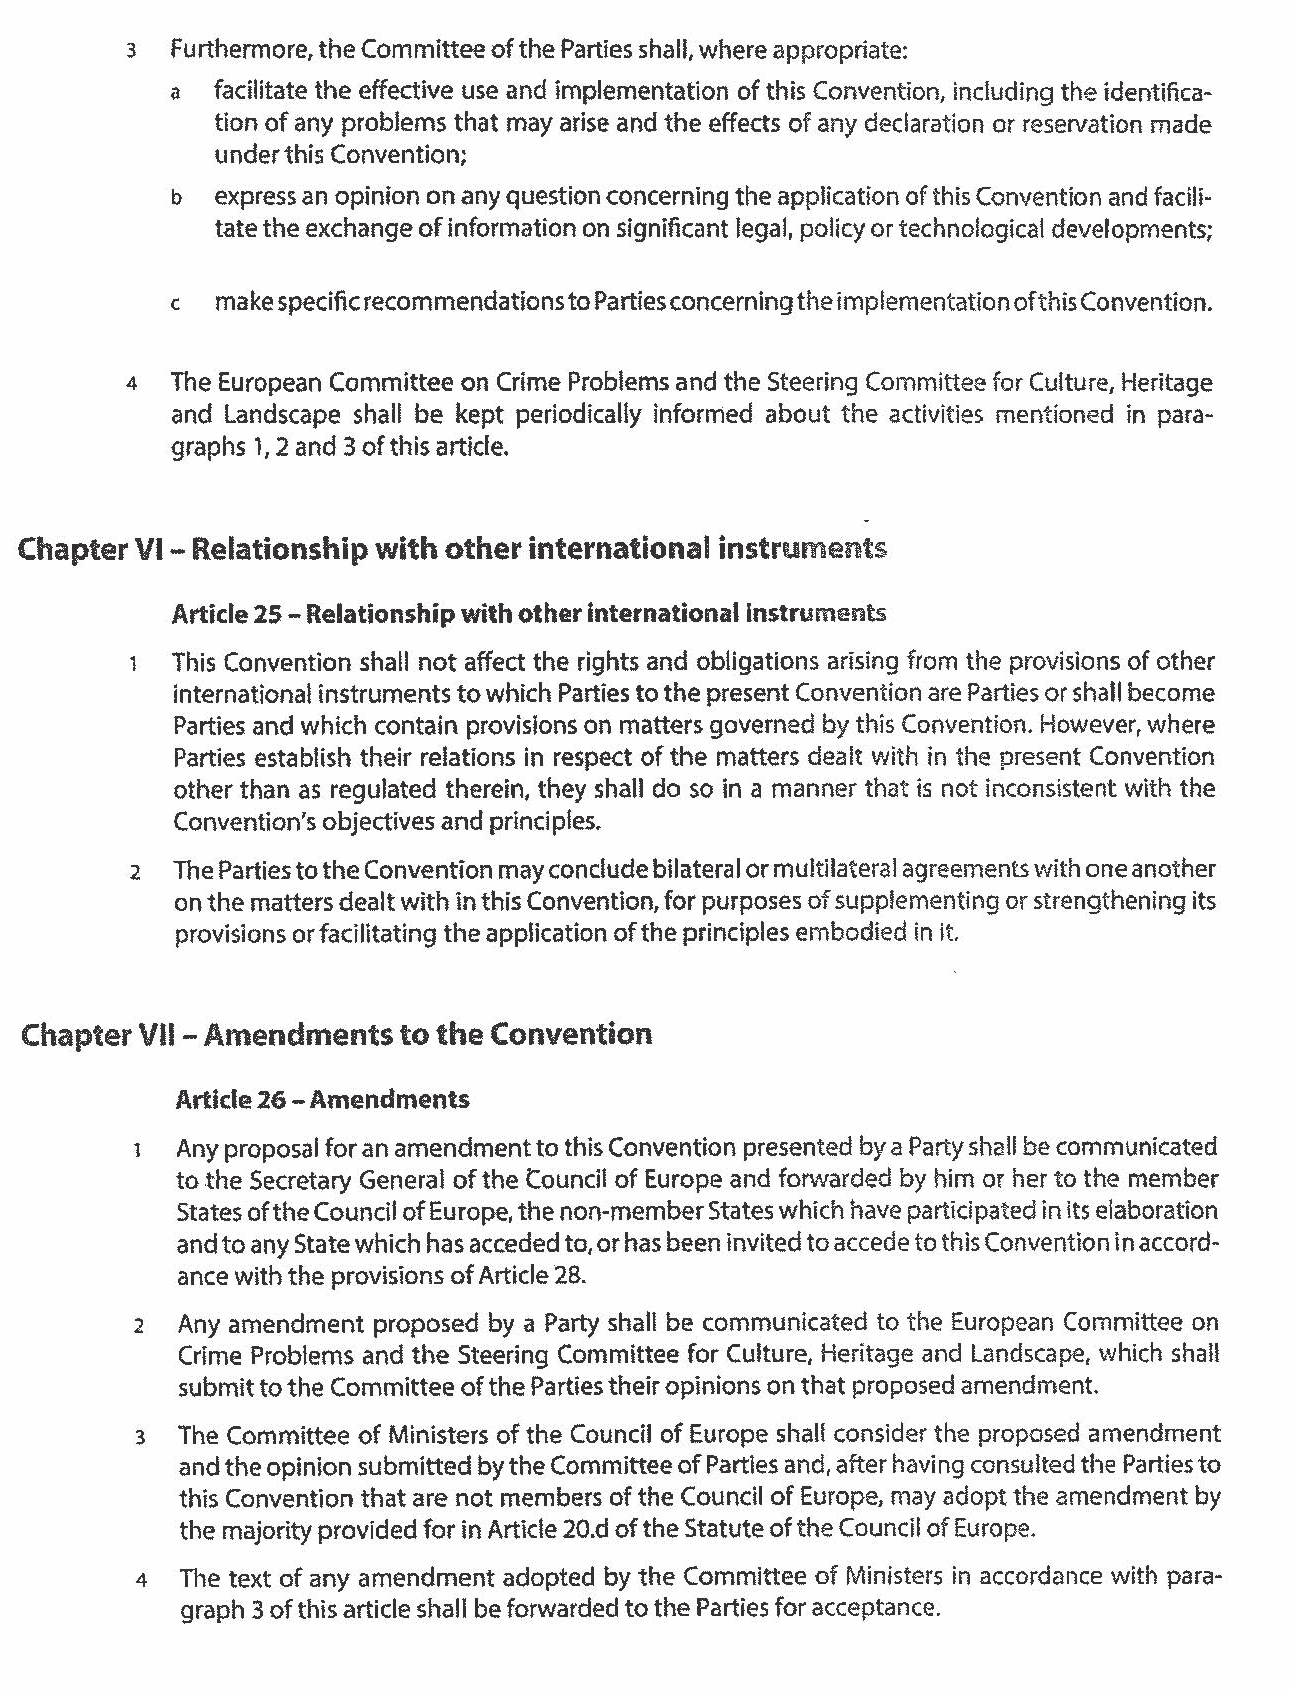 3 Furthermore, the Committee of the Parties shall, where appropriate:
a facilitate the effective use and implementation of this Convention, including the identifica-
tion of any problems that may arise and the effects of any declaration or reservation made
under this Convention;
b express an opinion on any question concerning the application of this Convention and facili-
tate the exchange of information on significant legal, policy or technological developments;
c make specific recommendations to Parties concerning the implementation of this Convention.
4 The European Committee on Crime Problems and the Steering Committee for Culture, Heritage
and Landscape shall be kept periodically informed about the activities mentioned in para-
graphs 1, 2 and 3 of this article.
Chapter VI – Relationship with other international instruments
Article 25 – Relationship with other international instruments
1 This Convention shall not affect the rights and obligations arising from the provisions of other
international instruments to which Parties to the present Convention are Parties or shall become
Parties and which contain provisions on matters governed by this Convention. However, where
Parties establish their relations in respect of the matters dealt with in the present Convention
other than as regulated therein, they shall do so in a manner that is not inconsistent with the
Convention's objectives and principles.
2 The Parties to the Convention may conclude bilateral or multilateral agreements with one another
on the matters dealt with in this Convention, for purposes of supplementing or strengthening its
provisions or facilitating the application of the principles embodied in it.
Chapter VII – Amendments to the Convention
Article 26 – Amendments
1 Any proposal for an amendment to this Convention presented by a Party shall be communicated
to the Secretary General of the Council of Europe and forwarded by him or her to the member
States of the Council of Europe, the non-member States which have participated in its elaboration
and to any State which has acceded to, or has been invited to accede to this Convention in accord-
ance with the provisions of Article 28.
2 Any amendment proposed by a Party shall be communicated to the European Committee on
Crime Problems and the Steering Committee for Culture, Heritage and Landscape, which shall
submit to the Committee of the Parties their opinions on that proposed amendment.
3 The Committee of Ministers of the Council of Europe shall consider the proposed amendment
and the opinion submitted by the Committee of Parties and, after having consulted the Parties to
this Convention that are not members of the Council of Europe, may adopt the amendment by
the majority provided for in Article 20.d of the Statute of the Council of Europe.
4 The text of any amendment adopted by the Committee of Ministers in accordance with para-
graph 3 of this article shall be forwarded to the Parties for acceptance.